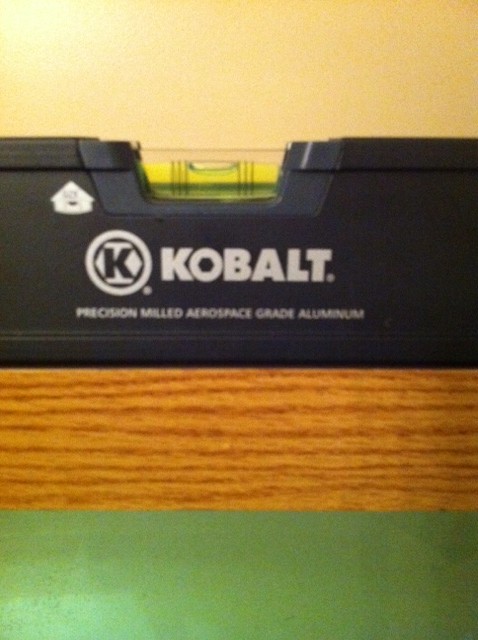 K
KOBALT®
PRECISION MILLED AEROSPACE GRADE ALUMINUM